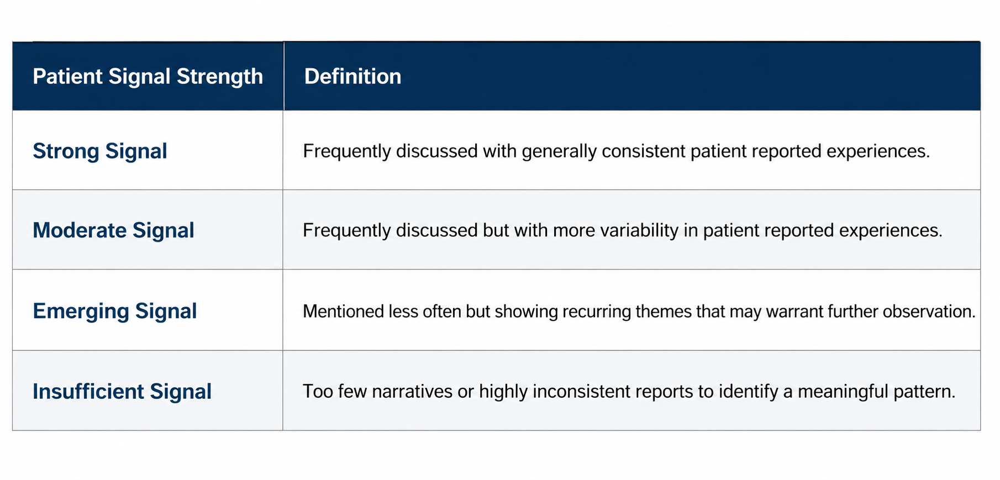 Patient Signal Strength
Definition
Strong Signal
Frequently discussed with generally consistent patient reported experiences.
Moderate Signal
Frequently discussed but with more variability in patient reported experiences.
Emerging Signal
Mentioned less often but showing recurring themes that may warrant further observation.
Insufficient Signal
Too few narratives or highly inconsistent reports to identify a meaningful pattern.